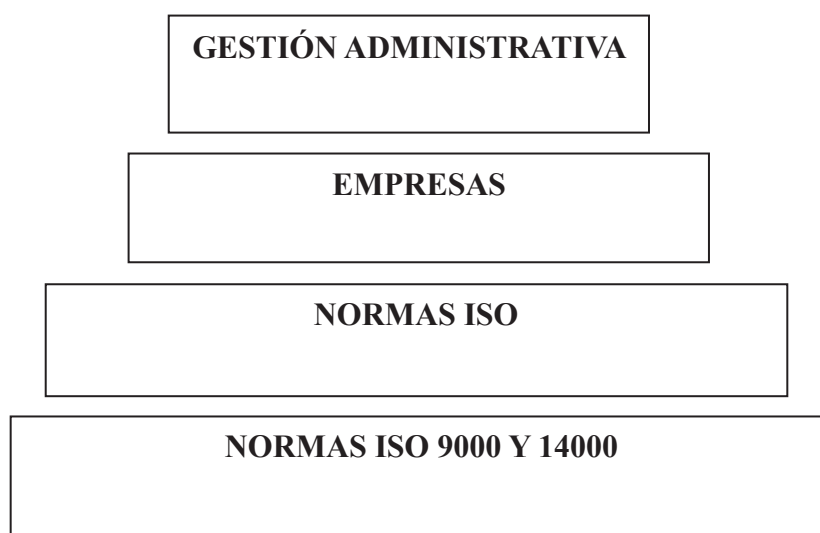 GESTIÓN ADMINISTRATIVA
EMPRESAS
NORMAS ISO
NORMAS ISO 9000 Y 14000